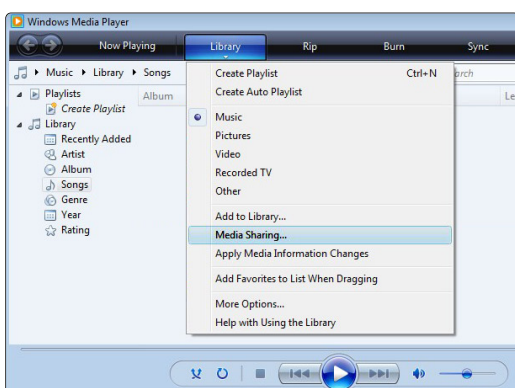 Windows Media Player
Now Playing
Library
Rip
Burn
Sync
Music ▸ Library ▸ Songs
Playlists
Create Playlist
Library
Recently Added
Artist
Album
Songs
Genre
Year
Rating
Album
Create Playlist Ctrl+N
Create Auto Playlist
Music
Pictures
Video
Recorded TV
Other
Add to Library...
Media Sharing...
Apply Media Information Changes
Add Favorites to List When Dragging
More Options...
Help with Using the Library